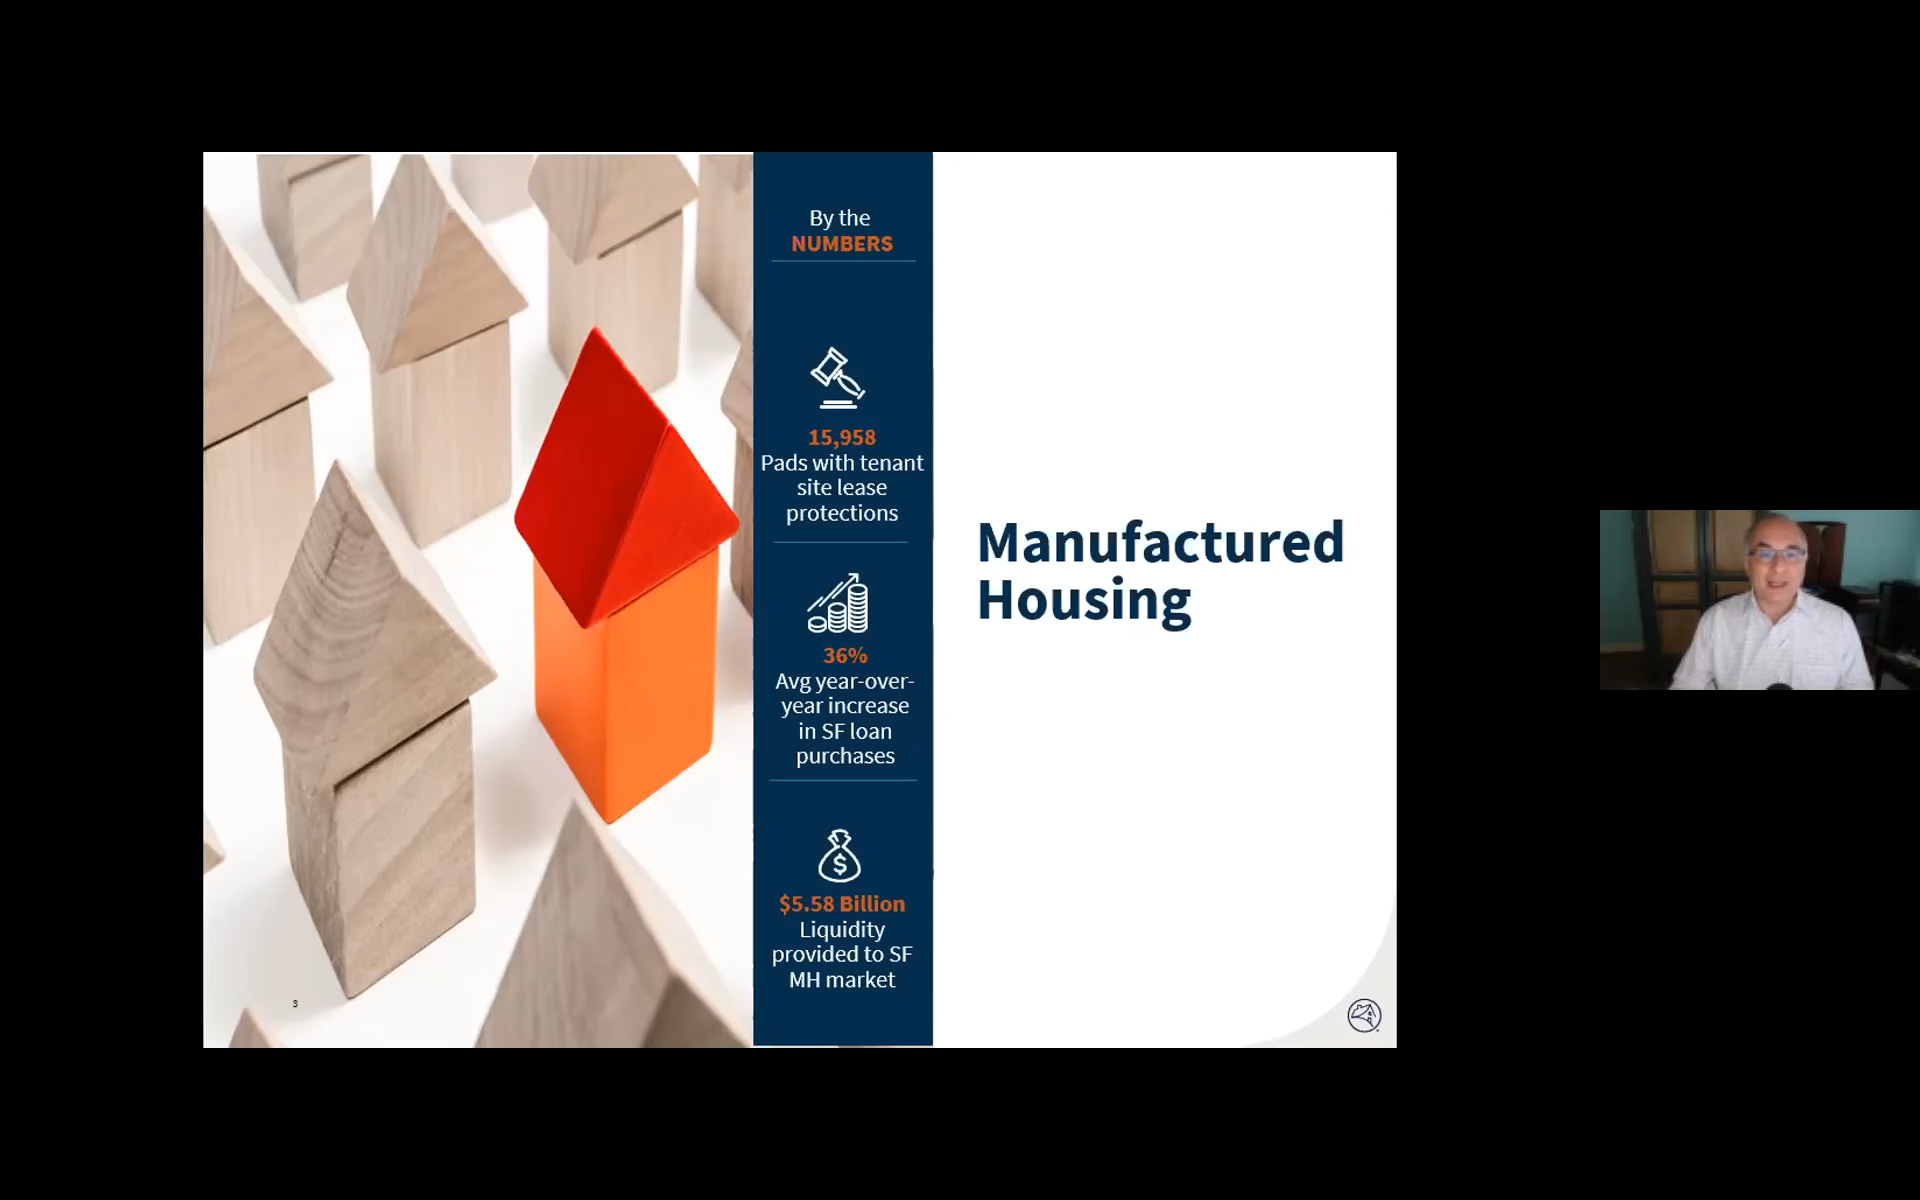 By the
NUMBERS
15,958
Pads with tenant
site lease
protections
36%
Avg year-over-
year increase
in SF loan
purchases
$5.58 Billion
Liquidity
provided to SF
MH market
Manufactured
Housing
3